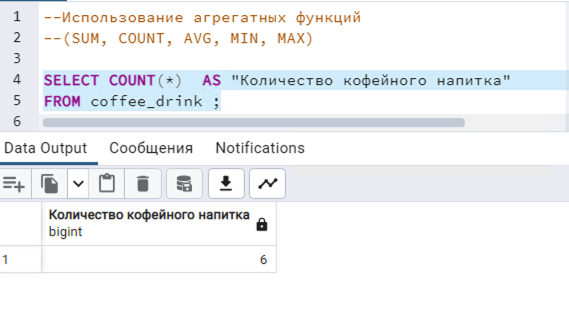 1 --Использование агрегатных функций
2 --(SUM, COUNT, AVG, MIN, MAX)
3
4 SELECT COUNT(*)  AS "Количество кофейного напитка"
5 FROM coffee_drink ;
6
Data Output Сообщения Notifications
Количество кофейного напитка
bigint
1 6